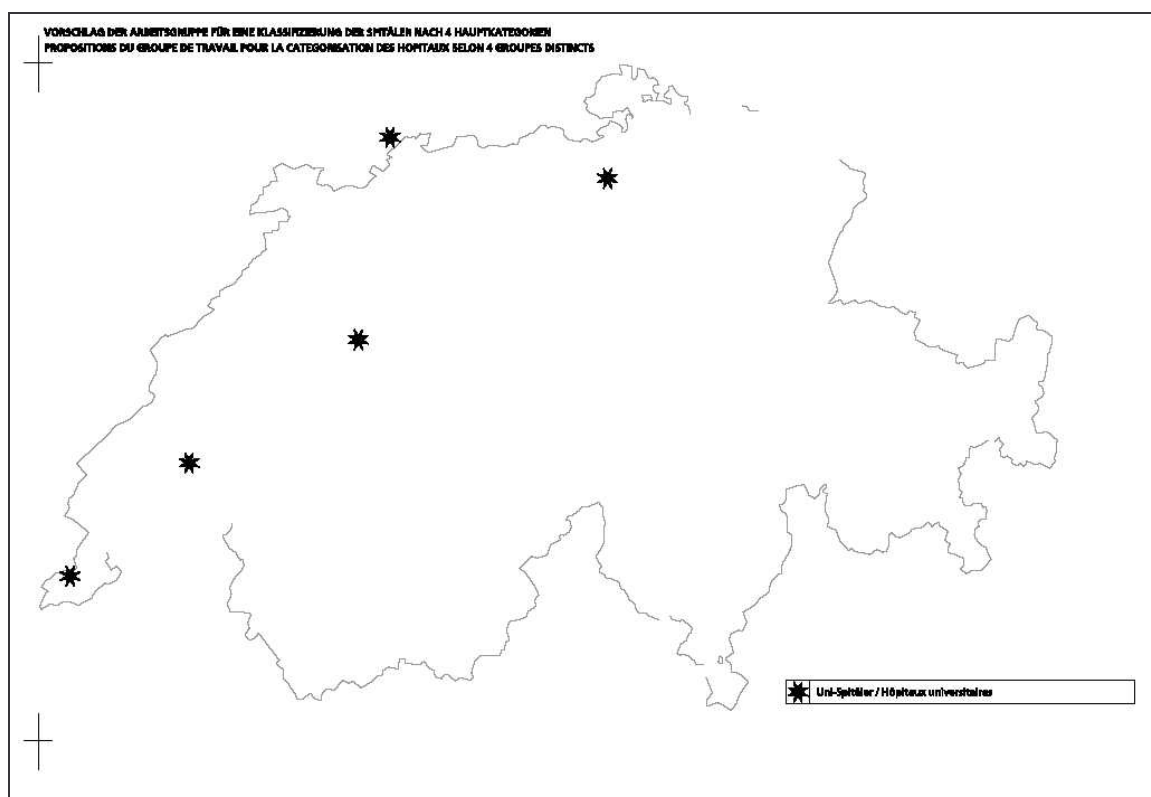 VORSCHLAG DER ARBEITSGRUPPE FÜR EINE KLASSIFIZIERUNG DER SPITÄLER NACH 4 HAUPTKATEGORIEN
PROPOSITIONS DU GROUPE DE TRAVAIL POUR LA CATEGORISATION DES HOPITAUX SELON 4 GROUPES DISTINCTS
Uni-Spitäler / Hôpitaux universitaires